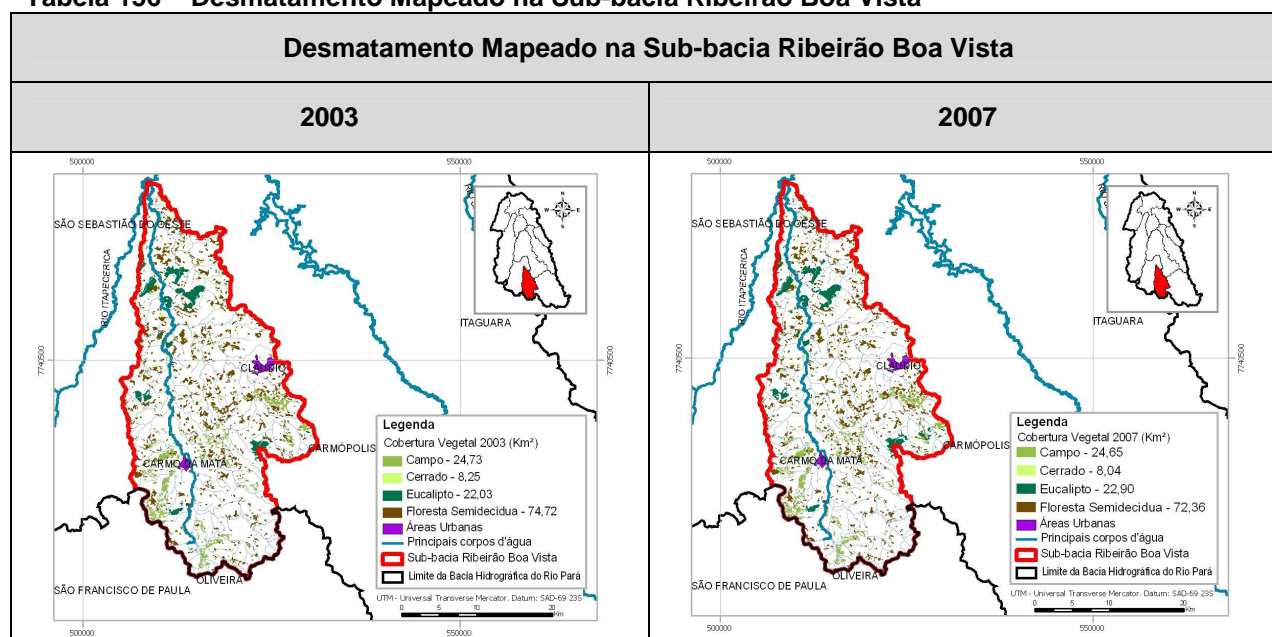 Tabela 156 – Desmatamento Mapeado na Sub-bacia Ribeirão Boa Vista
Desmatamento Mapeado na Sub-bacia Ribeirão Boa Vista
2003
2007
500000
550000
SÃO SEBASTIÃO DO OESTE
RIO ITAPECERICA
N
W
E
S
ITAGUARA
7740500
7740500
CLÁUDIO
CARMÓPOLIS
CARMO DA MATA
OLIVEIRA
SÃO FRANCISCO DE PAULA
Legenda
Cobertura Vegetal 2003 (Km²)
Campo - 24,73
Cerrado - 8,25
Eucalipto - 22,03
Floresta Semidecidua - 74,72
Áreas Urbanas
Principais corpos d'água
Sub-bacia Ribeirão Boa Vista
Limite da Bacia Hidrográfica do Rio Pará
UTM - Universal Transverse Mercator. Datum: SAD-69 23S
0 5 10 20
Km
500000
550000
500000
550000
SÃO SEBASTIÃO DO OESTE
RIO ITAPECERICA
N
W
E
S
ITAGUARA
7740500
CLÁUDIO
CARMÓPOLIS
CARMO DA MATA
OLIVEIRA
SÃO FRANCISCO DE PAULA
Legenda
Cobertura Vegetal 2007 (Km²)
Campo - 24,65
Cerrado - 8,04
Eucalipto - 22,90
Floresta Semidecidua - 72,36
Áreas Urbanas
Principais corpos d'água
Sub-bacia Ribeirão Boa Vista
Limite da Bacia Hidrográfica do Rio Pará
UTM - Universal Transverse Mercator. Datum: SAD-69 23S
0 5 10 20
Km
500000
550000